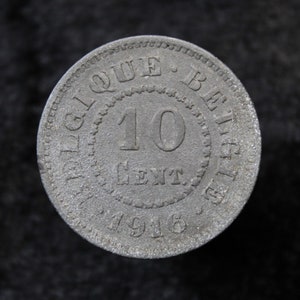 BELGIQUE · BELGIË
10
CENT.
· 1916 ·